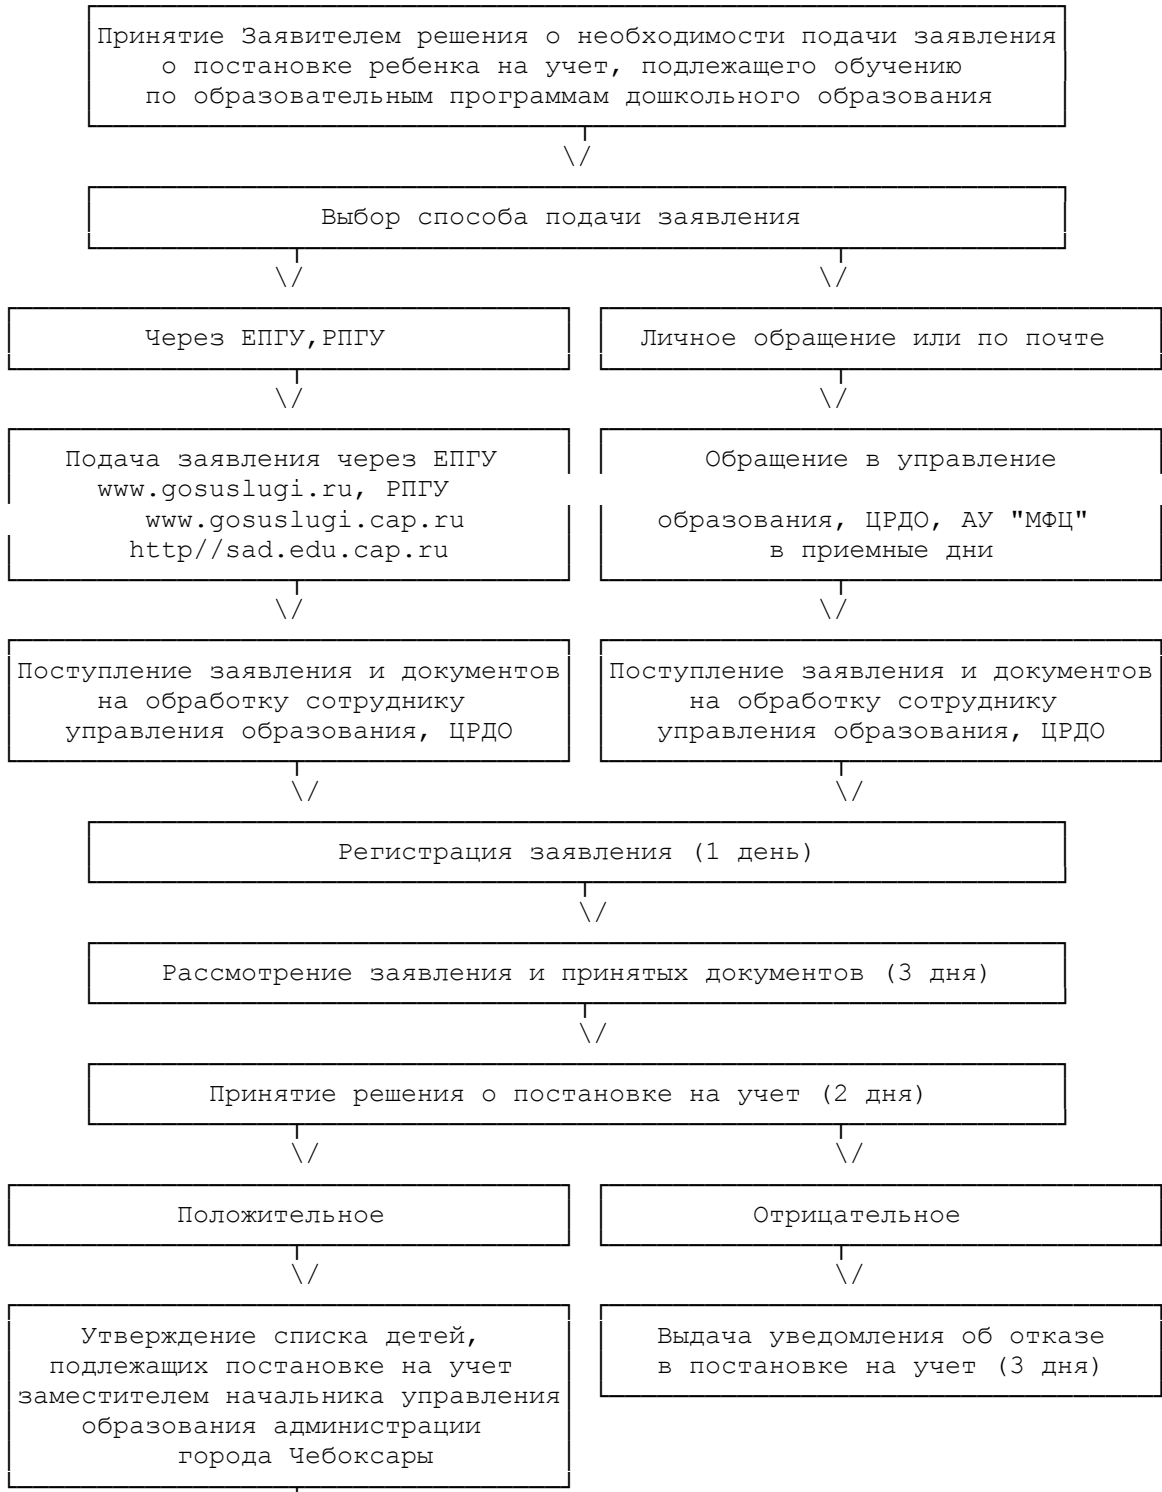 Принятие Заявителем решения о необходимости подачи заявления
о постановке ребенка на учет, подлежащего обучению
по образовательным программам дошкольного образования
\/
Выбор способа подачи заявления
\/
\/
Через ЕПГУ,РПГУ
\/
Личное обращение или по почте
\/
Подача заявления через ЕПГУ
www.gosuslugi.ru, РПГУ
www.gosuslugi.cap.ru
http//sad.edu.cap.ru
\/
Обращение в управление
образования, ЦРДО, АУ "МФЦ"
в приемные дни
\/
Поступление заявления и документов
на обработку сотруднику
управления образования, ЦРДО
\/
Поступление заявления и документов
на обработку сотруднику
управления образования, ЦРДО
\/
Регистрация заявления (1 день)
\/
Рассмотрение заявления и принятых документов (3 дня)
\/
Принятие решения о постановке на учет (2 дня)
\/
\/
Положительное
\/
Отрицательное
\/
Утверждение списка детей,
подлежащих постановке на учет
заместителем начальника управления
образования администрации
города Чебоксары
Выдача уведомления об отказе
в постановке на учет (3 дня)